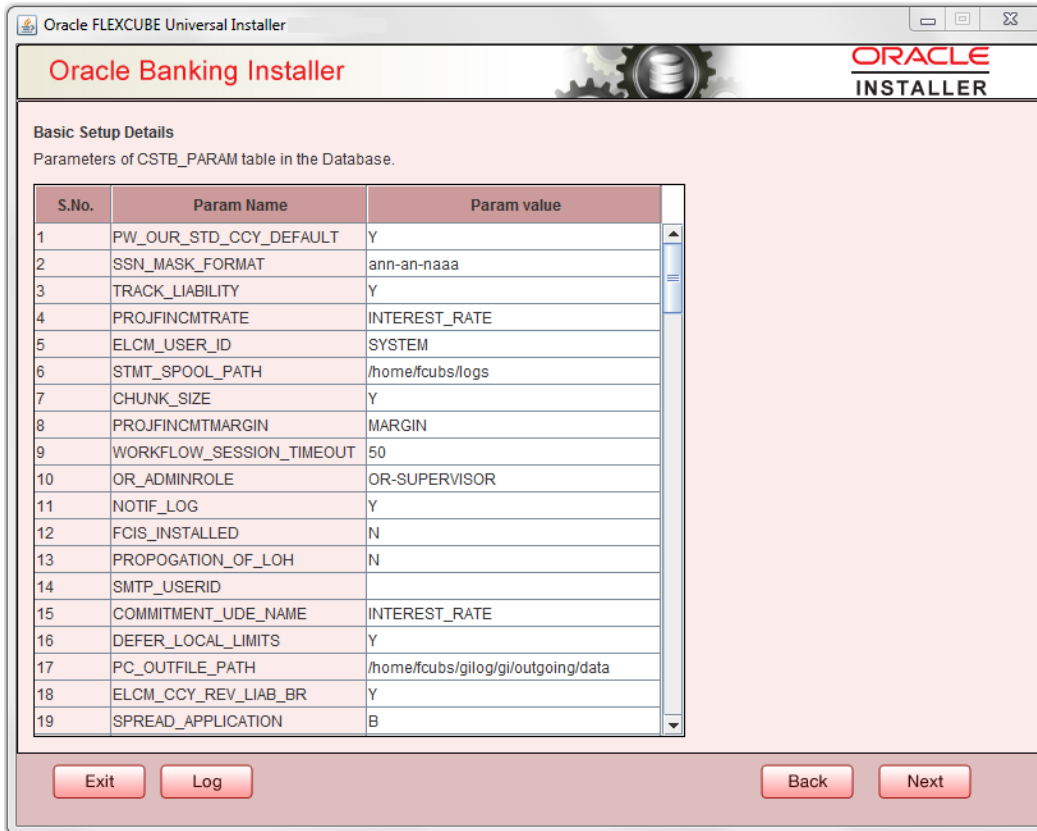 Oracle FLEXCUBE Universal Installer
Oracle Banking Installer
ORACLE
INSTALLER
Basic Setup Details
Parameters of CSTB_PARAM table in the Database.
S.No. Param Name Param value
1 PW_OUR_STD_CCY_DEFAULT Y
2 SSN_MASK_FORMAT ann-an-naaa
3 TRACK_LIABILITY Y
4 PROJFINCMTRATE INTEREST_RATE
5 ELCM_USER_ID SYSTEM
6 STMT_SPOOL_PATH /home/fcubs/logs
7 CHUNK_SIZE Y
8 PROJFINCMTMARGIN MARGIN
9 WORKFLOW_SESSION_TIMEOUT 50
10 OR_ADMINROLE OR-SUPERVISOR
11 NOTIF_LOG Y
12 FCIS_INSTALLED N
13 PROPOGATION_OF_LOH N
14 SMTP_USERID
15 COMMITMENT_UDE_NAME INTEREST_RATE
16 DEFER_LOCAL_LIMITS Y
17 PC_OUTFILE_PATH /home/fcubs/gilog/gi/outgoing/data
18 ELCM_CCY_REV_LIAB_BR Y
19 SPREAD_APPLICATION B
Exit Log Back Next